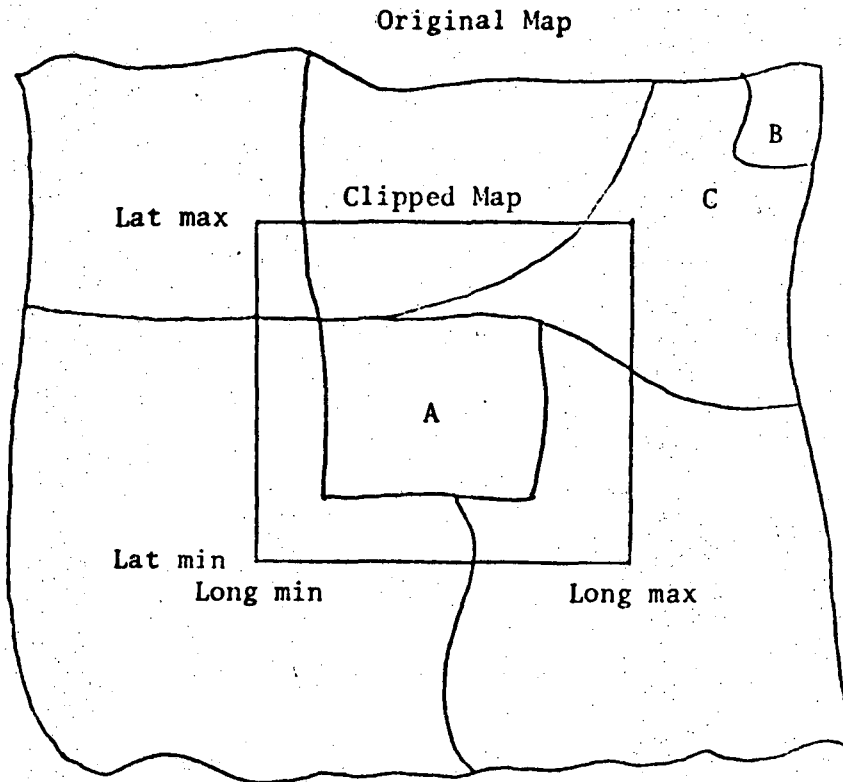 Original Map
B
C
Clipped Map
Lat max
A
Lat min
Long min
Long max